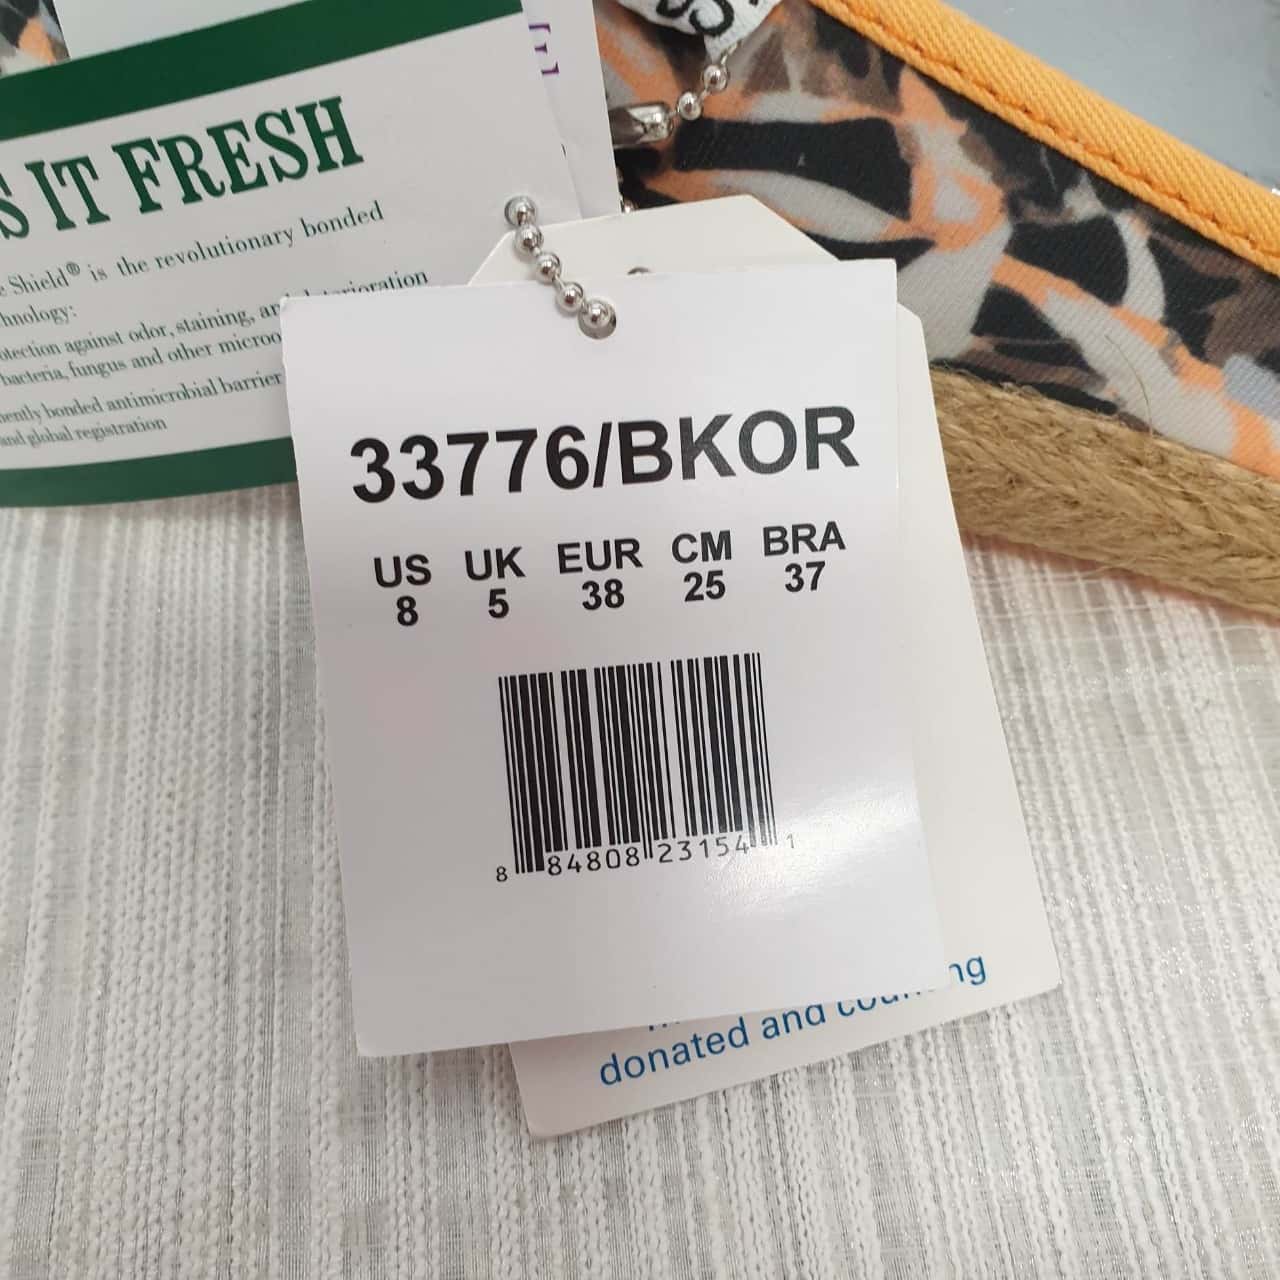 S IT FRESH
Shield® is the revolutionary bonded
hnology:
otection against odor, staining, an deterioration
bacteria, fungus and other microo
ently bonded antimicrobial barrier
and global registration
33776/BKOR
US UK EUR CM BRA
8 5 38 25 37
8 84808 23154 1
donated and counting